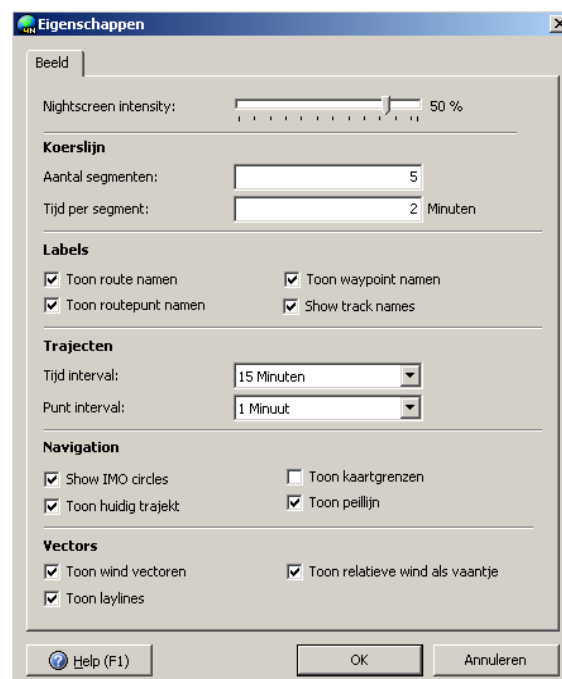 Eigenschappen
Beeld
Nightscreen intensity: 50 %
Koerslijn
Aantal segmenten: 5
Tijd per segment: 2 Minuten
Labels
Toon route namen Toon waypoint namen
Toon routepunt namen Show track names
Trajecten
Tijd interval: 15 Minuten
Punt interval: 1 Minuut
Navigation
Show IMO circles Toon kaartgrenzen
Toon huidig trajekt Toon peillijn
Vectors
Toon wind vectoren Toon relatieve wind als vaantje
Toon laylines
Help (F1) OK Annuleren